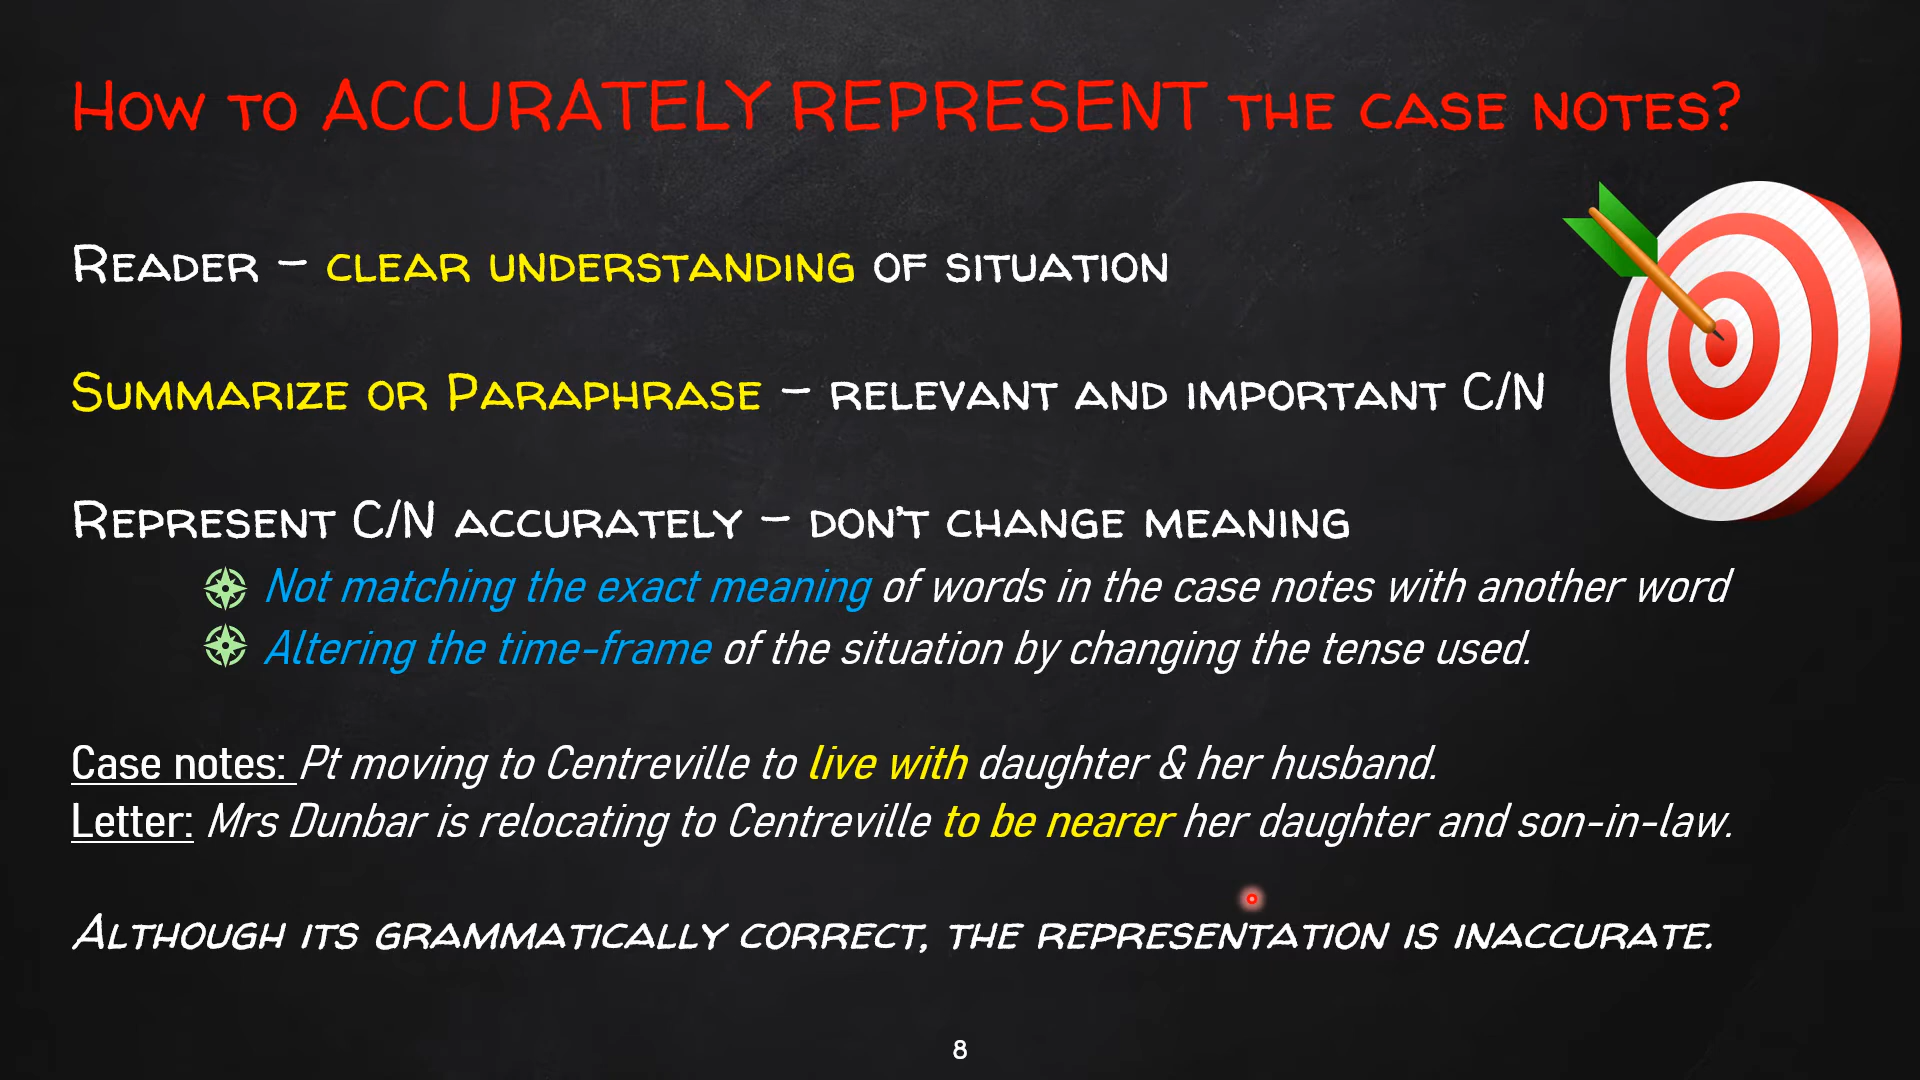 How to ACCURATELY REPRESENT the case notes?
Reader – clear understanding of situation
Summarize or Paraphrase – relevant and important C/N
Represent C/N accurately – don't change meaning
Not matching the exact meaning of words in the case notes with another word
Altering the time-frame of the situation by changing the tense used.
Case notes: Pt moving to Centreville to live with daughter & her husband.
Letter: Mrs Dunbar is relocating to Centreville to be nearer her daughter and son-in-law.
Although its grammatically correct, the representation is inaccurate.
8